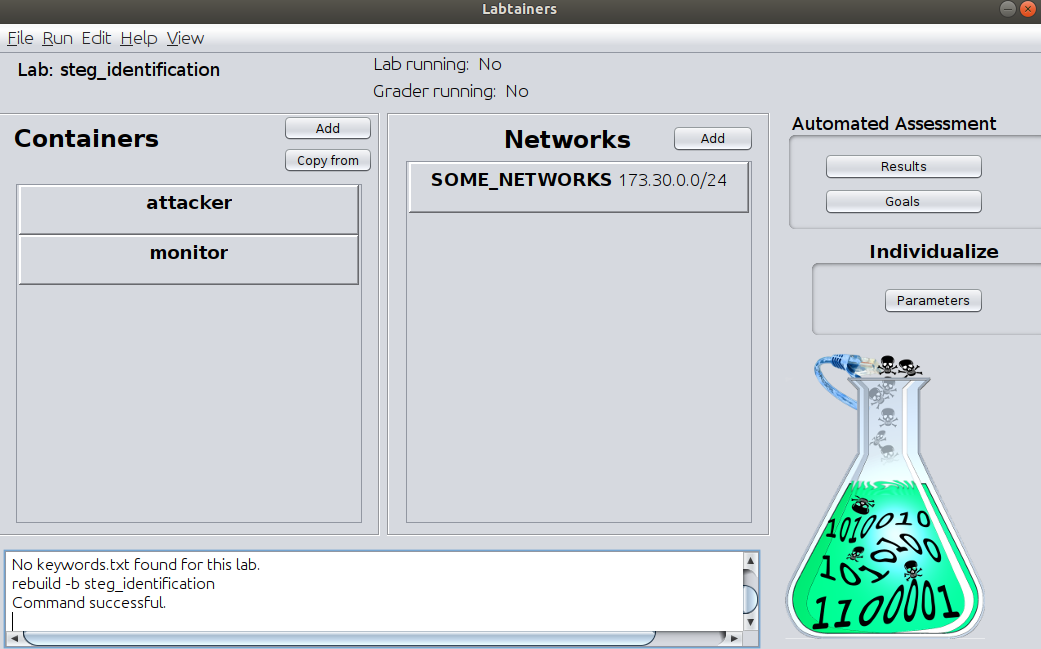 Labtainers
File Run Edit Help View
Lab: steg_identification
Lab running: No
Grader running: No
Containers
Add
Copy from
attacker
monitor
Networks
Add
SOME_NETWORKS 173.30.0.0/24
Automated Assessment
Results
Goals
Individualize
Parameters
1010010
1010100
1100001
No keywords.txt found for this lab.
rebuild -b steg_identification
Command successful.